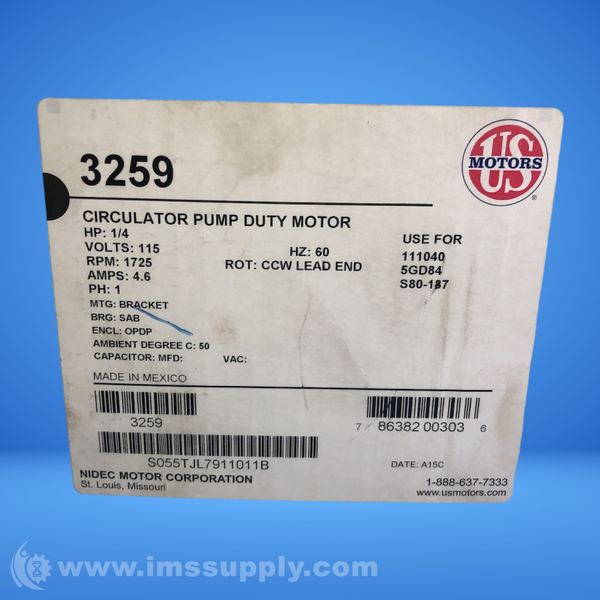 3259
US
MOTORS
®
CIRCULATOR PUMP DUTY MOTOR
HP: 1/4
VOLTS: 115
HZ: 60
RPM: 1725
ROT: CCW LEAD END
AMPS: 4.6
PH: 1
USE FOR
111040
5GD84
S80-187
MTG: BRACKET
BRG: SAB
ENCL: OPDP
AMBIENT DEGREE C: 50
CAPACITOR: MFD: VAC:
MADE IN MEXICO
3259
7 86382 00303 6
S055TJL7911011B
DATE: A15C
NIDEC MOTOR CORPORATION
St. Louis, Missouri
1-888-637-7333
www.usmotors.com
www.imssupply.com